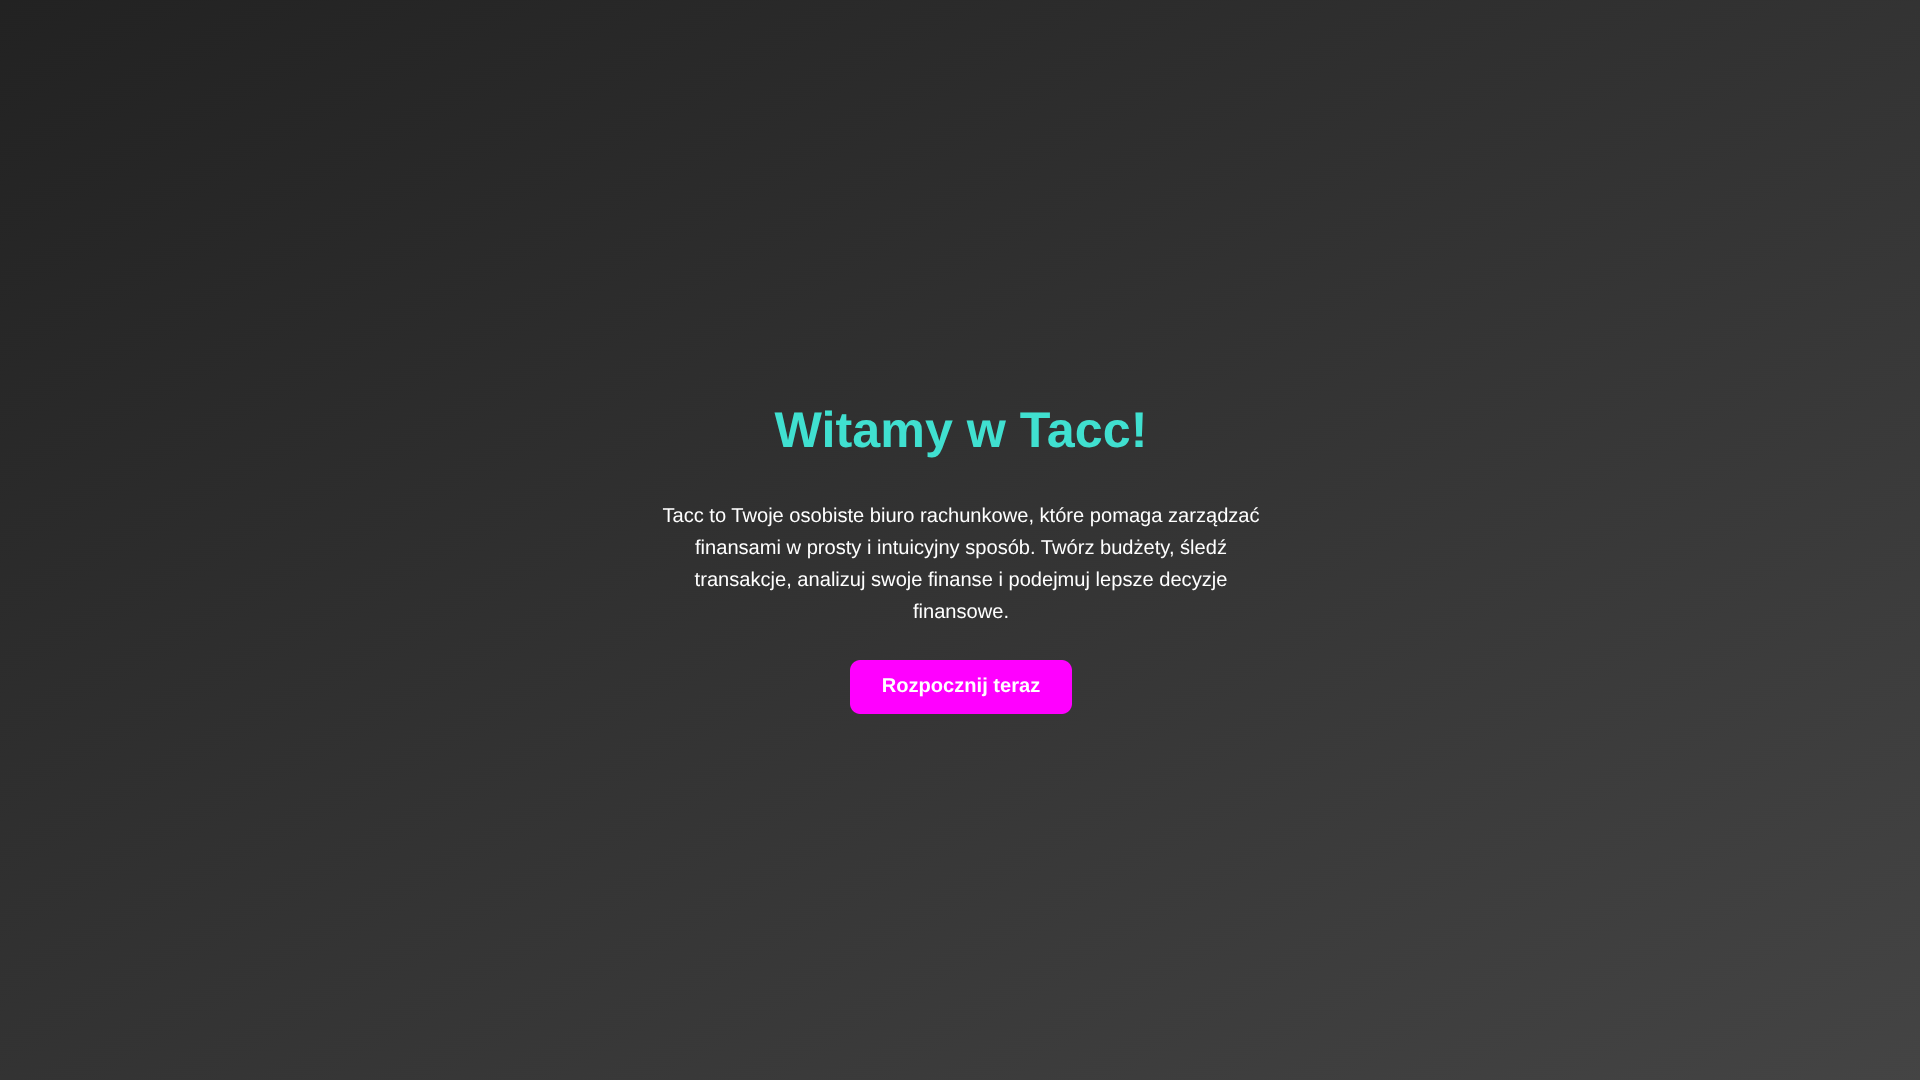 Witamy w Tacc!
Tacc to Twoje osobiste biuro rachunkowe, które pomaga zarządzać
finansami w prosty i intuicyjny sposób. Twórz budżety, śledź
transakcje, analizuj swoje finanse i podejmuj lepsze decyzje
finansowe.
Rozpocznij teraz